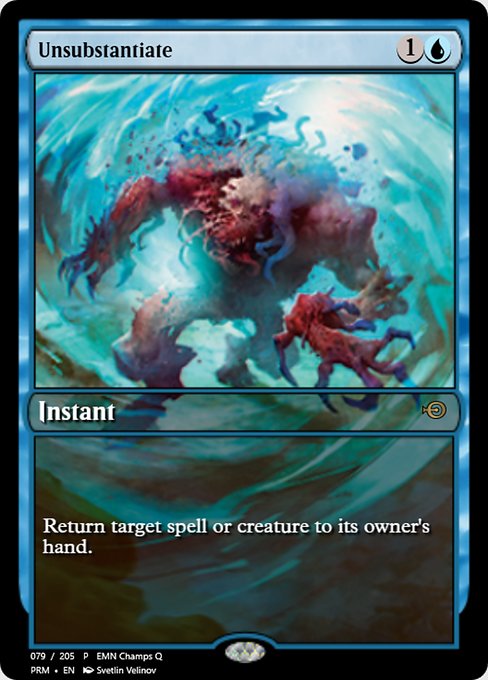 Unsubstantiate 1
Instant
Return target spell or creature to its owner's
hand.
079 / 205 P EMN Champs Q
PRM • EN Svetlin Velinov